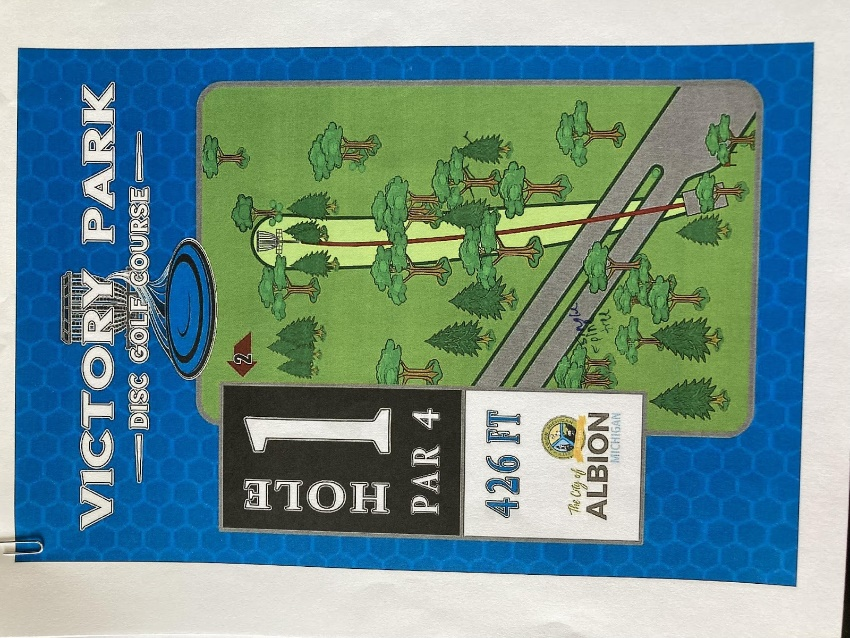 VICTORY PARK
DISC GOLF COURSE
2
HOLE
1
PAR 4
426 FT
The City of
ALBION
MICHIGAN